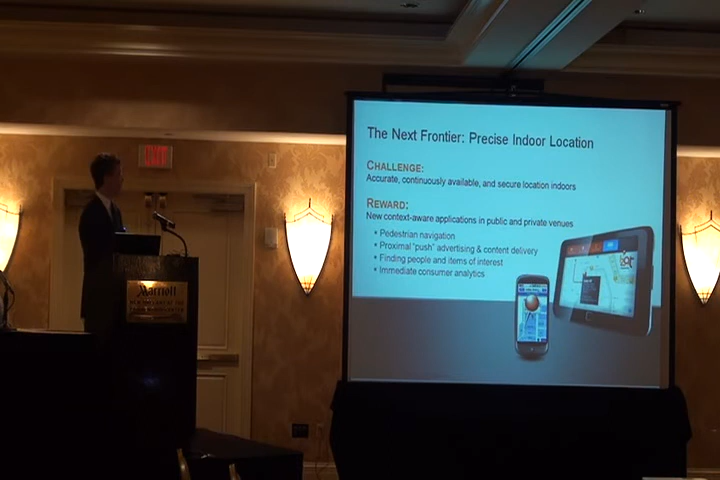 The Next Frontier: Precise Indoor Location
CHALLENGE:
Accurate, continuously available, and secure location indoors
REWARD:
New context-aware applications in public and private venues
▪ Pedestrian navigation
▪ Proximal "push" advertising & content delivery
▪ Finding people and items of interest
▪ Immediate consumer analytics
EXIT
Marriott